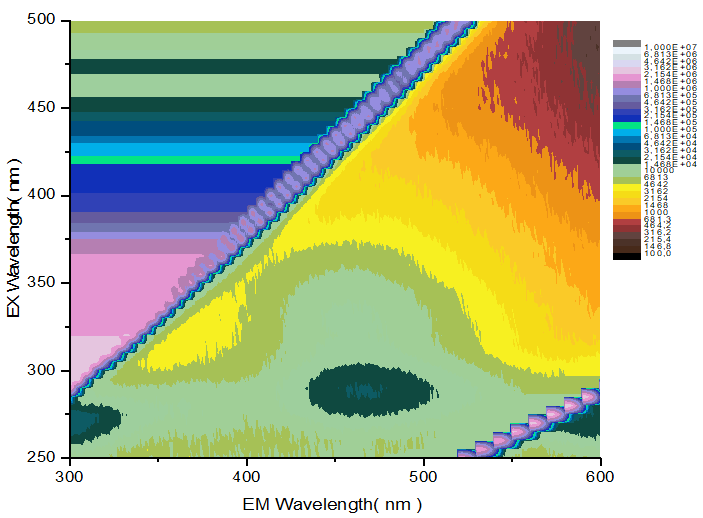 500
450
400
350
300
250
EX Wavelength( nm )
300
400
500
600
EM Wavelength( nm )
1.000E+07
6.813E+06
4.642E+06
3.162E+06
2.154E+06
1.468E+06
1.000E+06
6.813E+05
4.642E+05
3.162E+05
2.154E+05
1.468E+05
1.000E+05
6.813E+04
4.642E+04
3.162E+04
2.154E+04
1.468E+04
10000
6813
4642
3162
2154
1468
1000
681.3
464.2
316.2
215.4
146.8
100.0